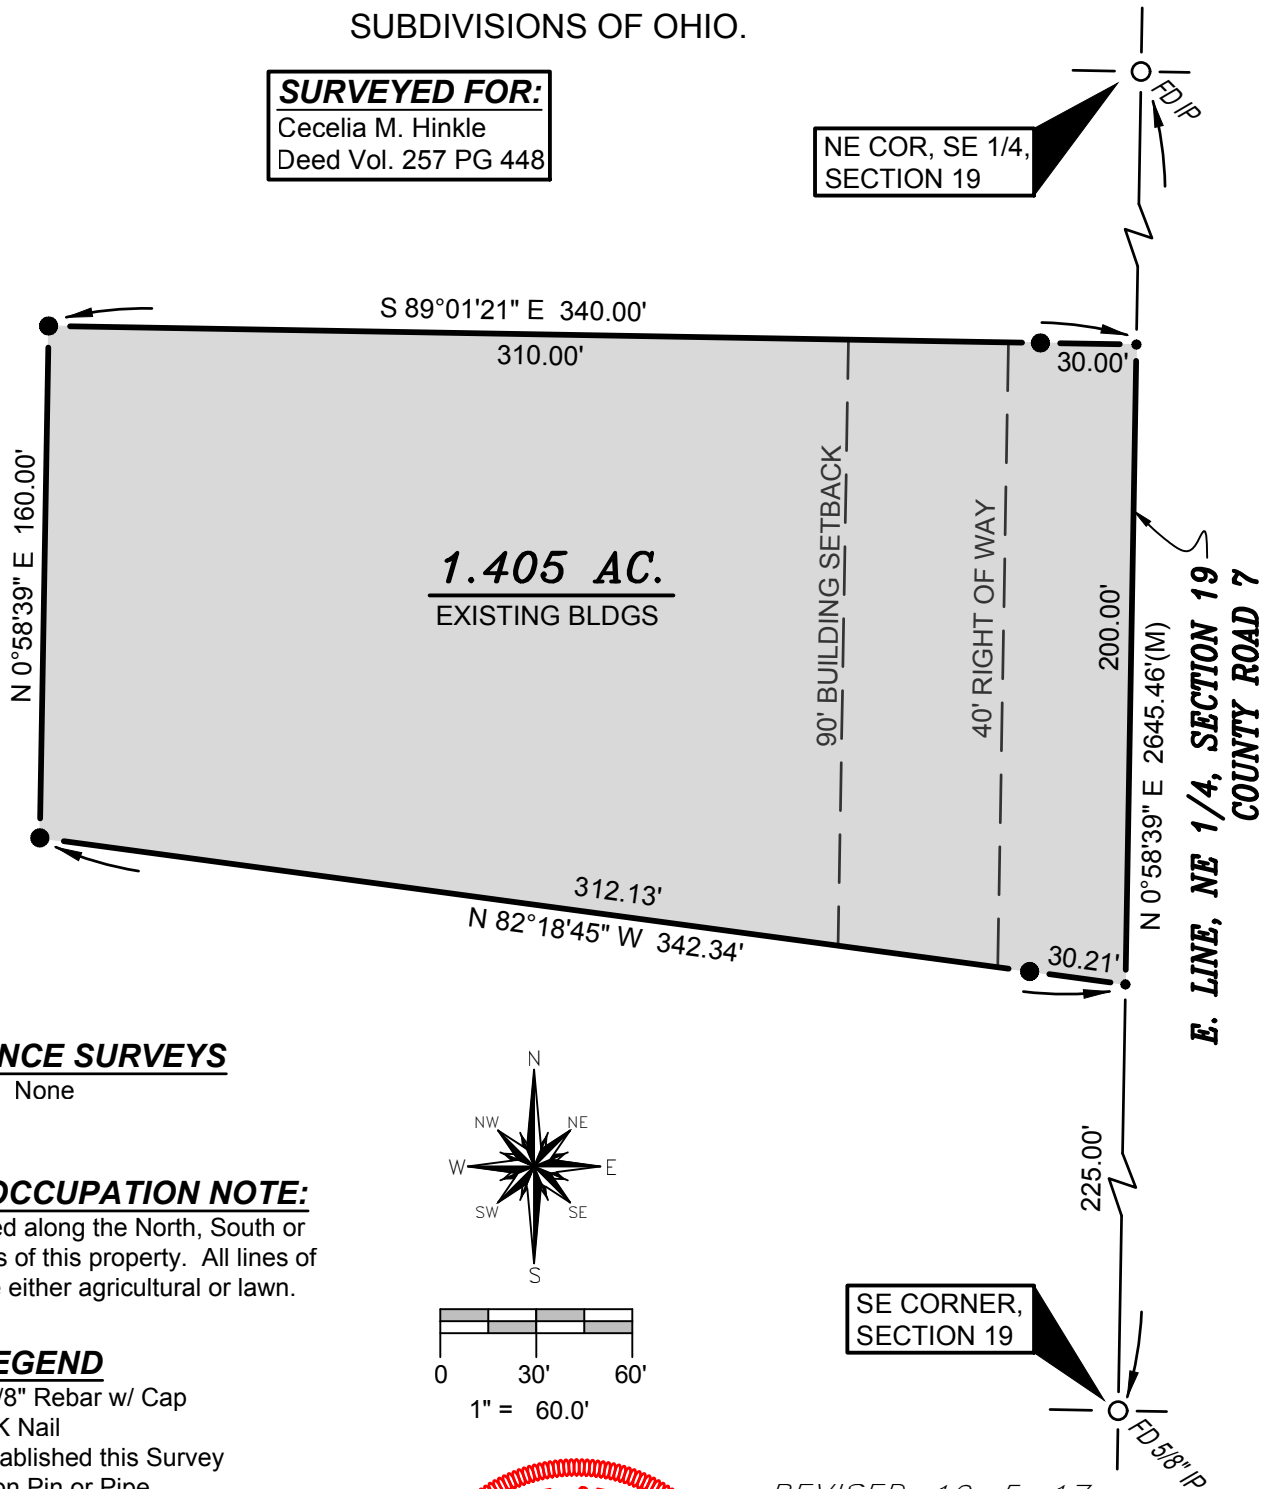 SUBDIVISIONS OF OHIO.
SURVEYED FOR:
Cecelia M. Hinkle
Deed Vol. 257 PG 448
FD IP
NE COR, SE 1/4,
SECTION 19
S 89°01'21" E 340.00'
310.00'
30.00'
N 0°58'39" E 160.00'
1.405 AC.
EXISTING BLDGS
90' BUILDING SETBACK
40' RIGHT OF WAY
200.00'
N 0°58'39" E 2645.46'(M)
E. LINE, NE 1/4, SECTION 19
COUNTY ROAD 7
312.13'
N 82°18'45" W 342.34'
30.21'
NCE SURVEYS
None
N
NW
NE
W
E
SW
SE
S
225.00'
OCCUPATION NOTE:
ed along the North, South or
s of this property. All lines of
either agricultural or lawn.
0 30' 60'
1" = 60.0'
SE CORNER,
SECTION 19
FD 5/8" IP
EGEND
/8" Rebar w/ Cap
K Nail
ablished this Survey
on Pin or Pipe